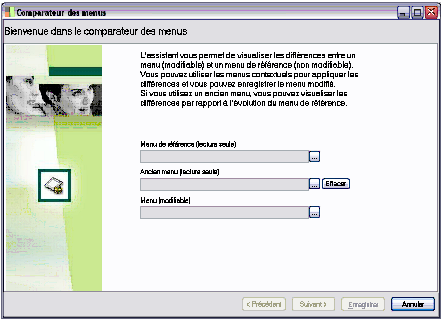 Comparateur des menus
Bienvenue dans le comparateur des menus
L'assistant vous permet de visualiser les différences entre un
menu (modifiable) et un menu de référence (non modifiable).
Vous pouvez utiliser les menus contextuels pour appliquer les
différences et vous pouvez enregistrer le menu modifié.
Si vous utilisez un ancien menu, vous pouvez visualiser les
différences par rapport à l'évolution du menu de référence.
Menu de référence (lecture seule)
...
Ancien menu (lecture seule)
... Effacer
Menu (modifiable)
...
< Précédent Suivant > Enregistrer Annuler